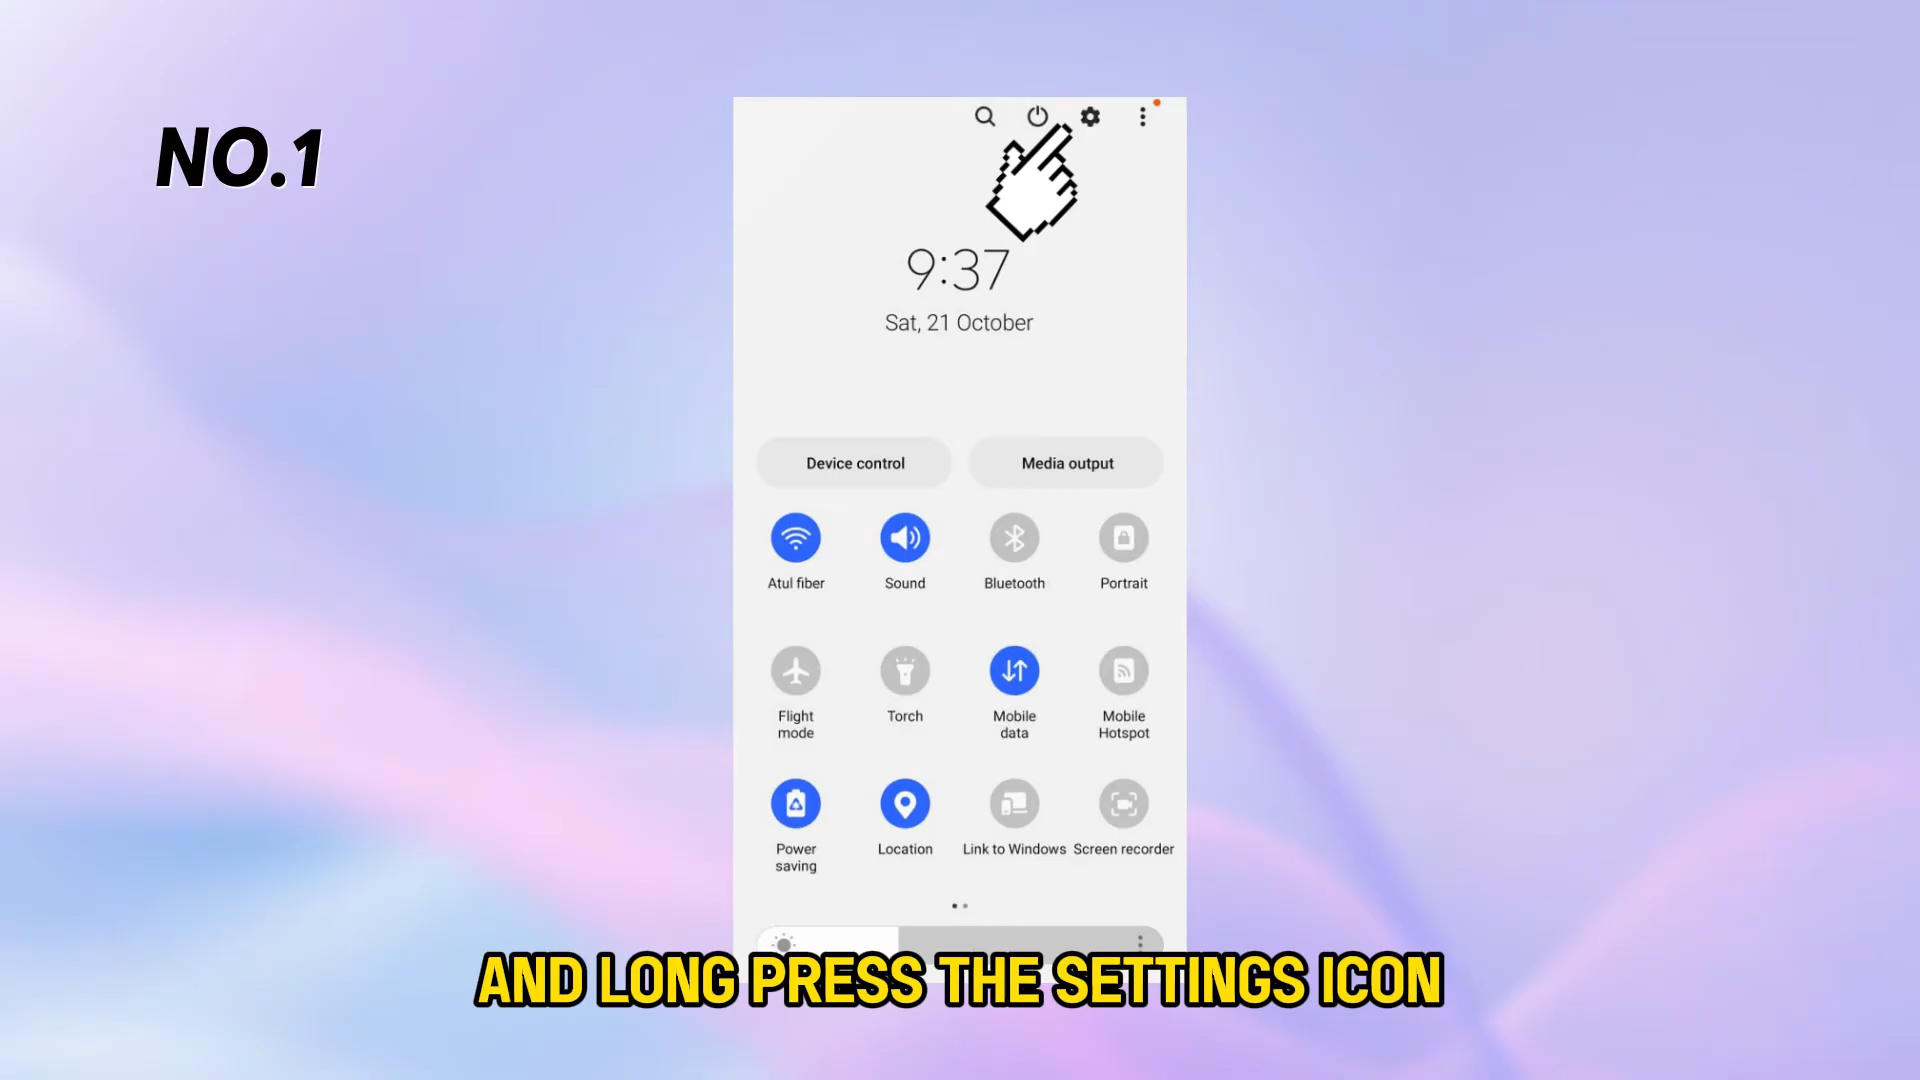 NO.1
9:37
Sat, 21 October
Device control
Media output
Atul fiber
Sound
Bluetooth
Portrait
Flight
mode
Torch
Mobile
data
Mobile
Hotspot
Power
saving
Location
Link to Windows
Screen recorder
AND LONG PRESS THE SETTINGS ICON